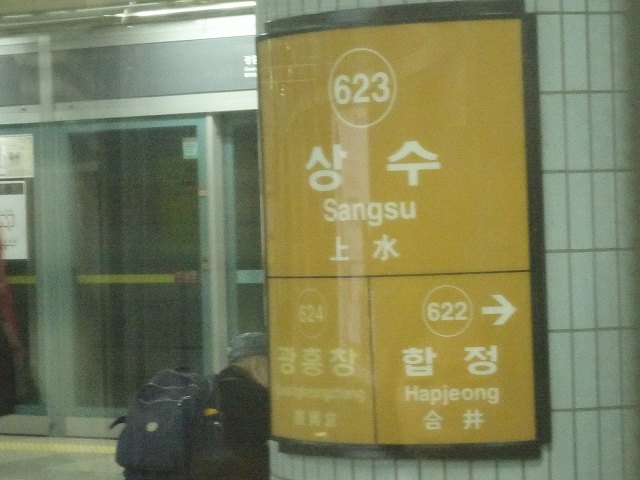 623
상 수
Sangsu
上 水
624
광흥창
622 →
합 정
Hapjeong
合 井